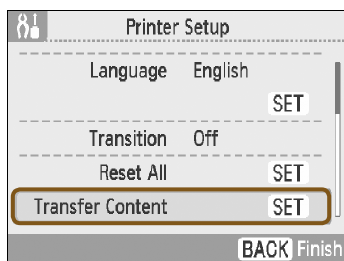 Printer Setup
Language English
SET
Transition Off
Reset All SET
Transfer Content SET
BACK Finish